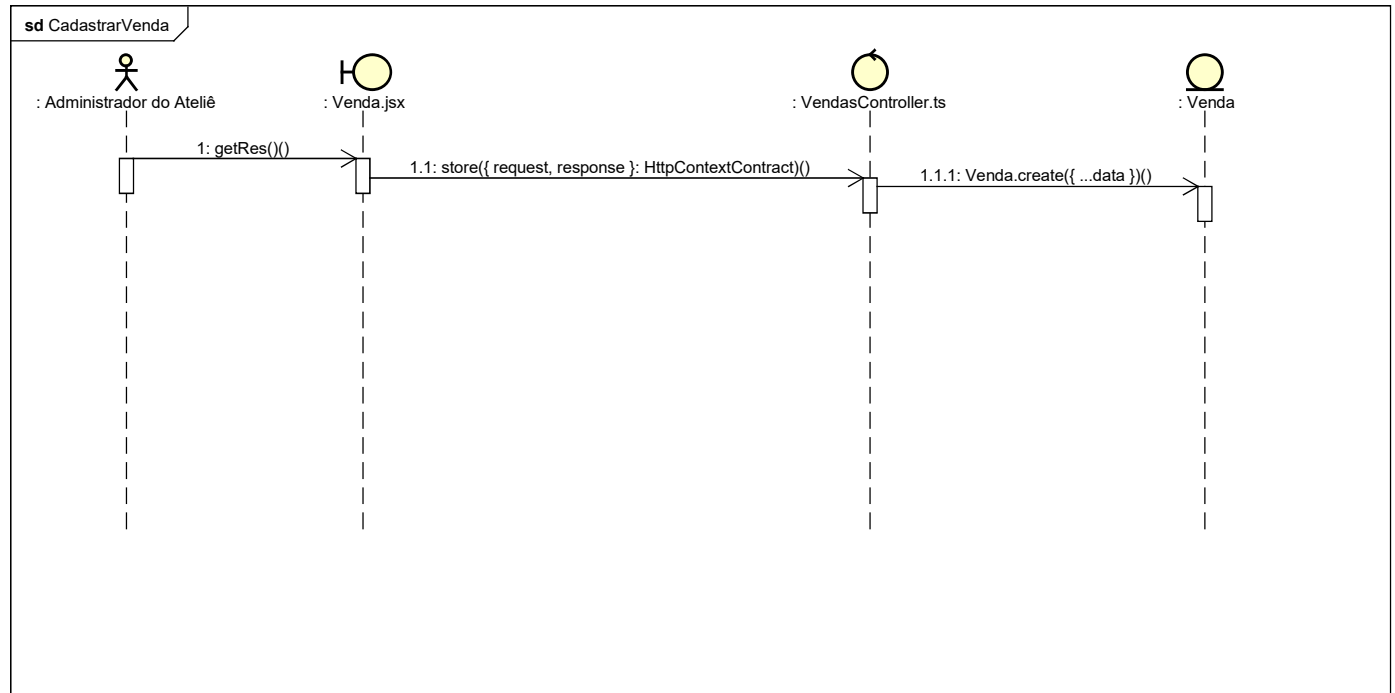 sd CadastrarVenda
: Administrador do Ateliê
: Venda.jsx
: VendasController.ts
: Venda
1: getRes()()
1.1: store({ request, response }: HttpContextContract)()
1.1.1: Venda.create({ ...data })()